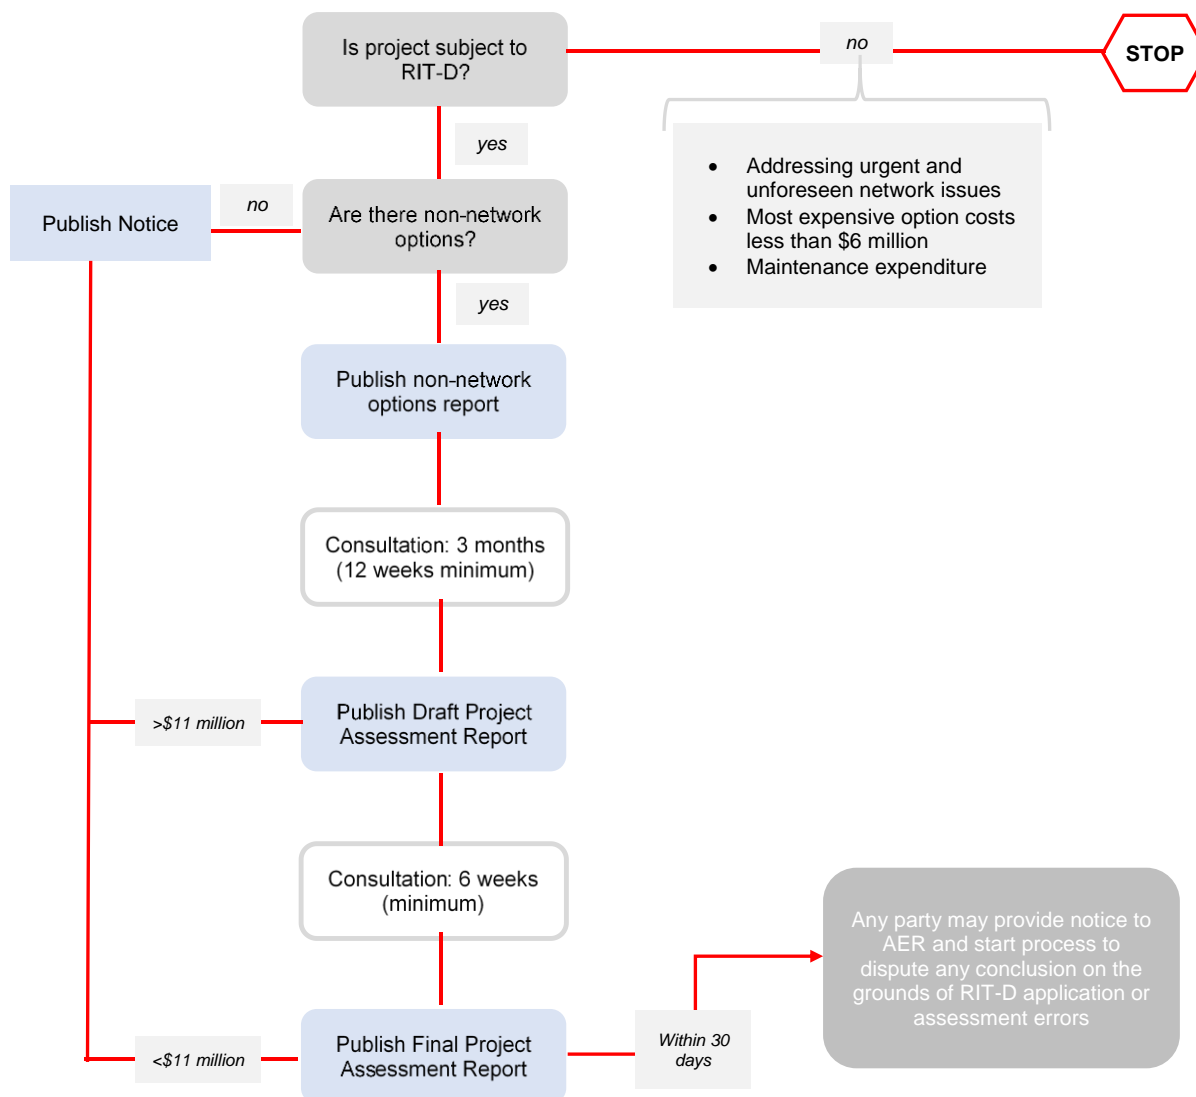 Is project subject to
RIT-D?
no
STOP
yes
• Addressing urgent and
unforeseen network issues
• Most expensive option costs
less than $6 million
• Maintenance expenditure
Publish Notice
no
Are there non-network
options?
yes
Publish non-network
options report
Consultation: 3 months
(12 weeks minimum)
>$11 million
Publish Draft Project
Assessment Report
Consultation: 6 weeks
(minimum)
Any party may provide notice to
AER and start process to
dispute any conclusion on the
grounds of RIT-D application or
assessment errors
<$11 million
Publish Final Project
Assessment Report
Within 30
days